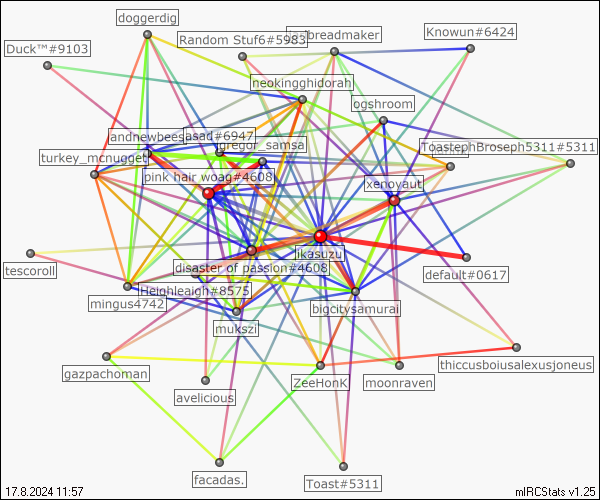 doggerdig
breadmaker
Knowun#6424
Random Stuf6#5983
Duck™#9103
neokingghidorah
ogshroom
andnewbees
asad#6947
gregor_samsa
ToastephBroseph5311#5311
turkey_mcnugget
pink hair woag#4608
xenovaut
ikasuzu
tescoroll
disaster of passion#4608
default#0617
Heighleaigh#8575
mingus4742
bigcitysamurai
mukszi
gazpachoman
ZeeHonK
moonraven
thiccusboiusalexusjoneus
avelicious
facadas.
Toast#5311
17.8.2024 11:57
mIRCStats v1.25